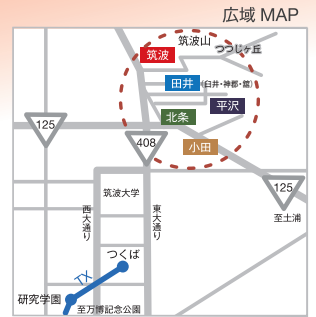 広域 MAP
筑波山
つつじヶ丘
筑波
田井
(臼井・神郡・舘)
平沢
北条
小田
125
408
125
至土浦
筑波大学
西大通り
東大通り
つくば
TX
研究学園
至万博記念公園